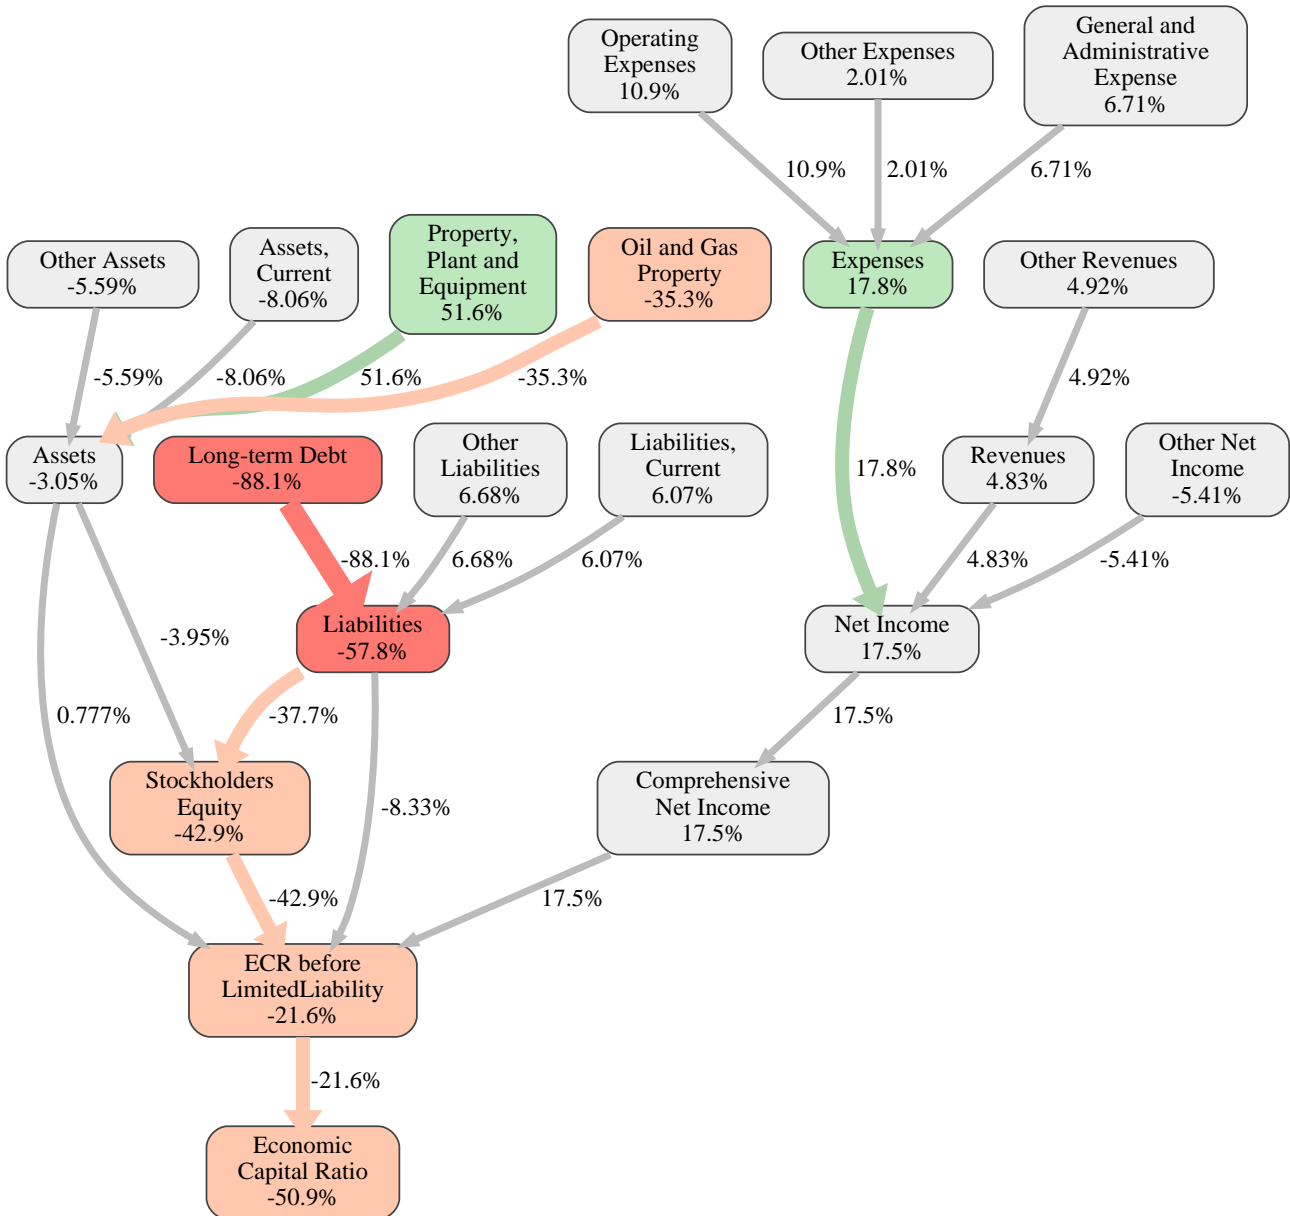 Operating
Expenses
10.9%
Other Expenses
2.01%
General and
Administrative
Expense
6.71%
10.9%
2.01%
6.71%
Other Assets
-5.59%
Assets,
Current
-8.06%
Property,
Plant and
Equipment
51.6%
Oil and Gas
Property
-35.3%
Expenses
17.8%
Other Revenues
4.92%
-5.59%
-8.06%
51.6%
-35.3%
4.92%
Assets
-3.05%
Long-term Debt
-88.1%
Other
Liabilities
6.68%
Liabilities,
Current
6.07%
17.8%
Revenues
4.83%
Other Net
Income
-5.41%
-88.1%
6.68%
6.07%
4.83%
-5.41%
-3.95%
Liabilities
-57.8%
Net Income
17.5%
0.777%
-37.7%
17.5%
Stockholders
Equity
-42.9%
-8.33%
Comprehensive
Net Income
17.5%
-42.9%
17.5%
ECR before
LimitedLiability
-21.6%
-21.6%
Economic
Capital Ratio
-50.9%